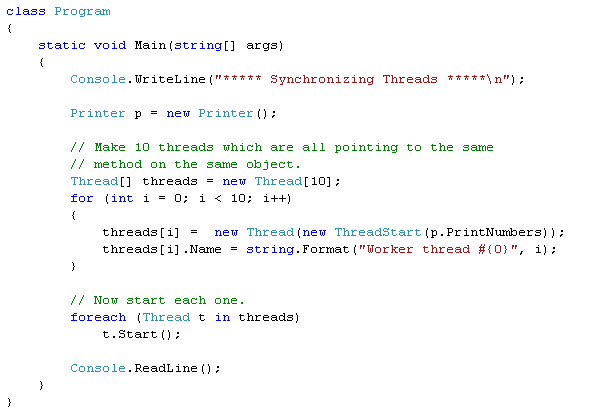 class Program
{
    static void Main(string[] args)
    {
        Console.WriteLine("***** Synchronizing Threads *****\n");

        Printer p = new Printer();

        // Make 10 threads which are all pointing to the same
        // method on the same object.
        Thread[] threads = new Thread[10];
        for (int i = 0; i < 10; i++)
        {
            threads[i] =  new Thread(new ThreadStart(p.PrintNumbers));
            threads[i].Name = string.Format("Worker thread #{0}", i);
        }

        // Now start each one.
        foreach (Thread t in threads)
            t.Start();

        Console.ReadLine();
    }
}